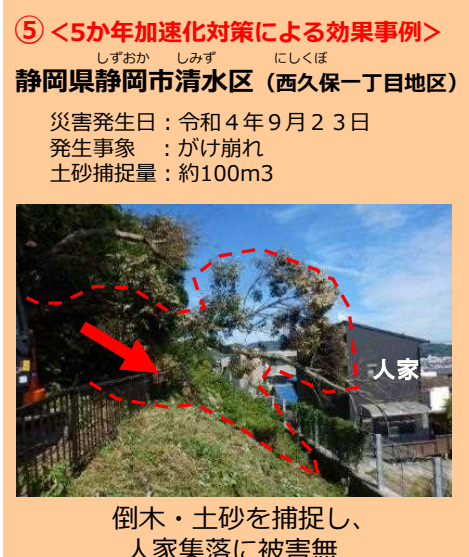 ⑤<5か年加速化対策による効果事例>
しずおか しみず にしくぼ
静岡県静岡市清水区（西久保一丁目地区）
災害発生日：令和４年９月２３日
発生事象　：がけ崩れ
土砂捕捉量：約100m3
人家
倒木・土砂を捕捉し、
人家集落に被害無